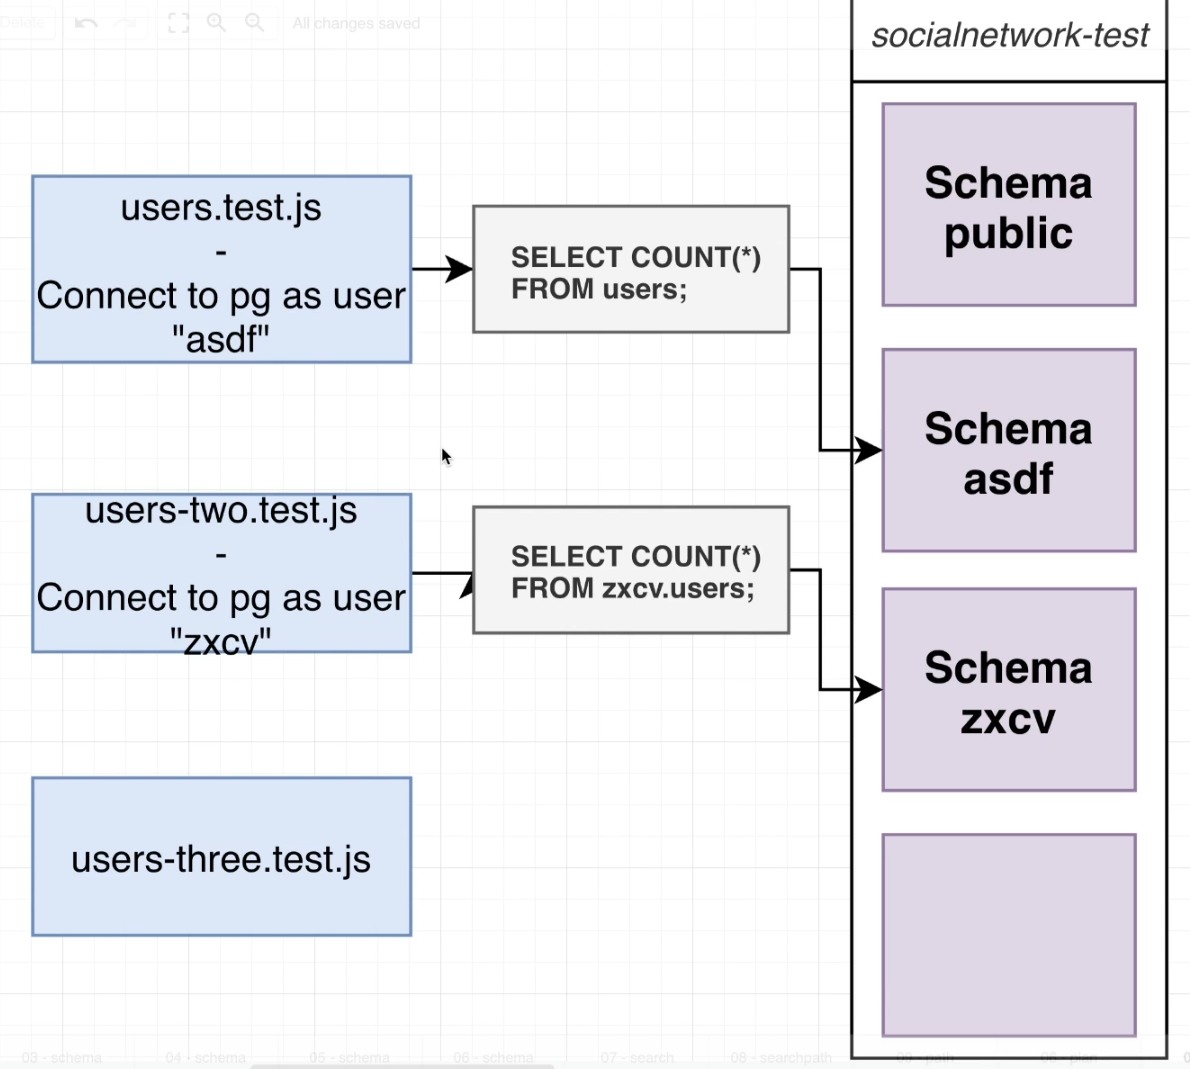 Delete
All changes saved
socialnetwork-test
Schema
public
users.test.js
-
Connect to pg as user
"asdf"
SELECT COUNT(*)
FROM users;
Schema
asdf
users-two.test.js
-
Connect to pg as user
"zxcv"
SELECT COUNT(*)
FROM zxcv.users;
Schema
zxcv
users-three.test.js
03 - schema
04 - schema
05 - schema
06 - schema
07 - search
08 - searchpath
09 - path